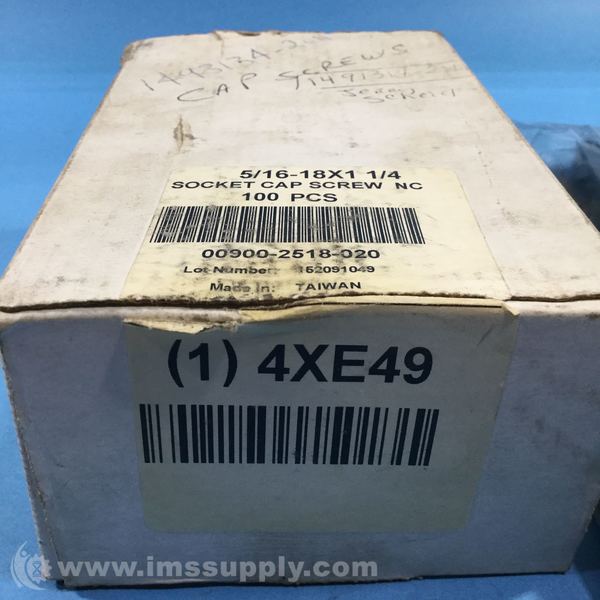 CAP SCREWS
5/16-18X1 1/4
SOCKET CAP SCREW NC
100 PCS
00900-2518-020
Lot Number: 152091049
Made In: TAIWAN
(1) 4XE49
www.imssupply.com